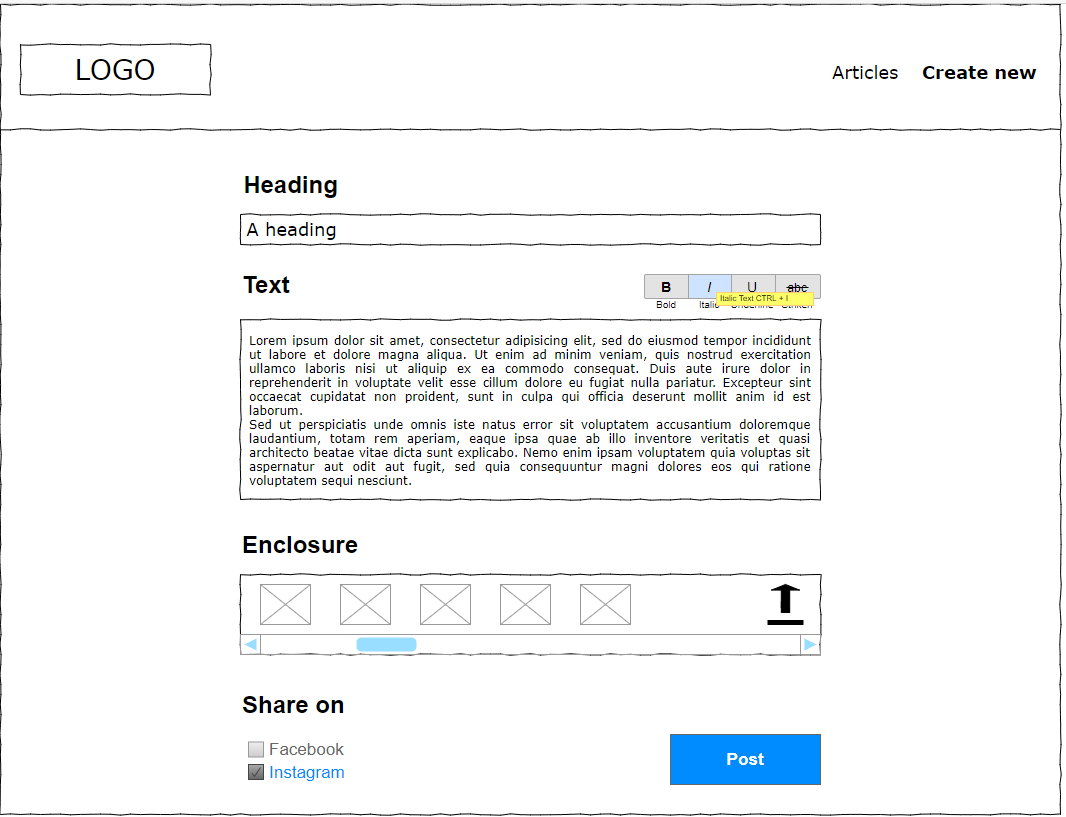 LOGO
Articles
Create new
Heading
A heading
Text
B I U abc
Italic Text CTRL + I
Bold
Lorem ipsum dolor sit amet, consectetur adipisicing elit, sed do eiusmod tempor incididunt
ut labore et dolore magna aliqua. Ut enim ad minim veniam, quis nostrud exercitation
ullamco laboris nisi ut aliquip ex ea commodo consequat. Duis aute irure dolor in
reprehenderit in voluptate velit esse cillum dolore eu fugiat nulla pariatur. Excepteur sint
occaecat cupidatat non proident, sunt in culpa qui officia deserunt mollit anim id est
laborum.
Sed ut perspiciatis unde omnis iste natus error sit voluptatem accusantium doloremque
laudantium, totam rem aperiam, eaque ipsa quae ab illo inventore veritatis et quasi
architecto beatae vitae dicta sunt explicabo. Nemo enim ipsam voluptatem quia voluptas sit
aspernatur aut odit aut fugit, sed quia consequuntur magni dolores eos qui ratione
voluptatem sequi nesciunt.
Enclosure
Share on
Facebook
Instagram
Post